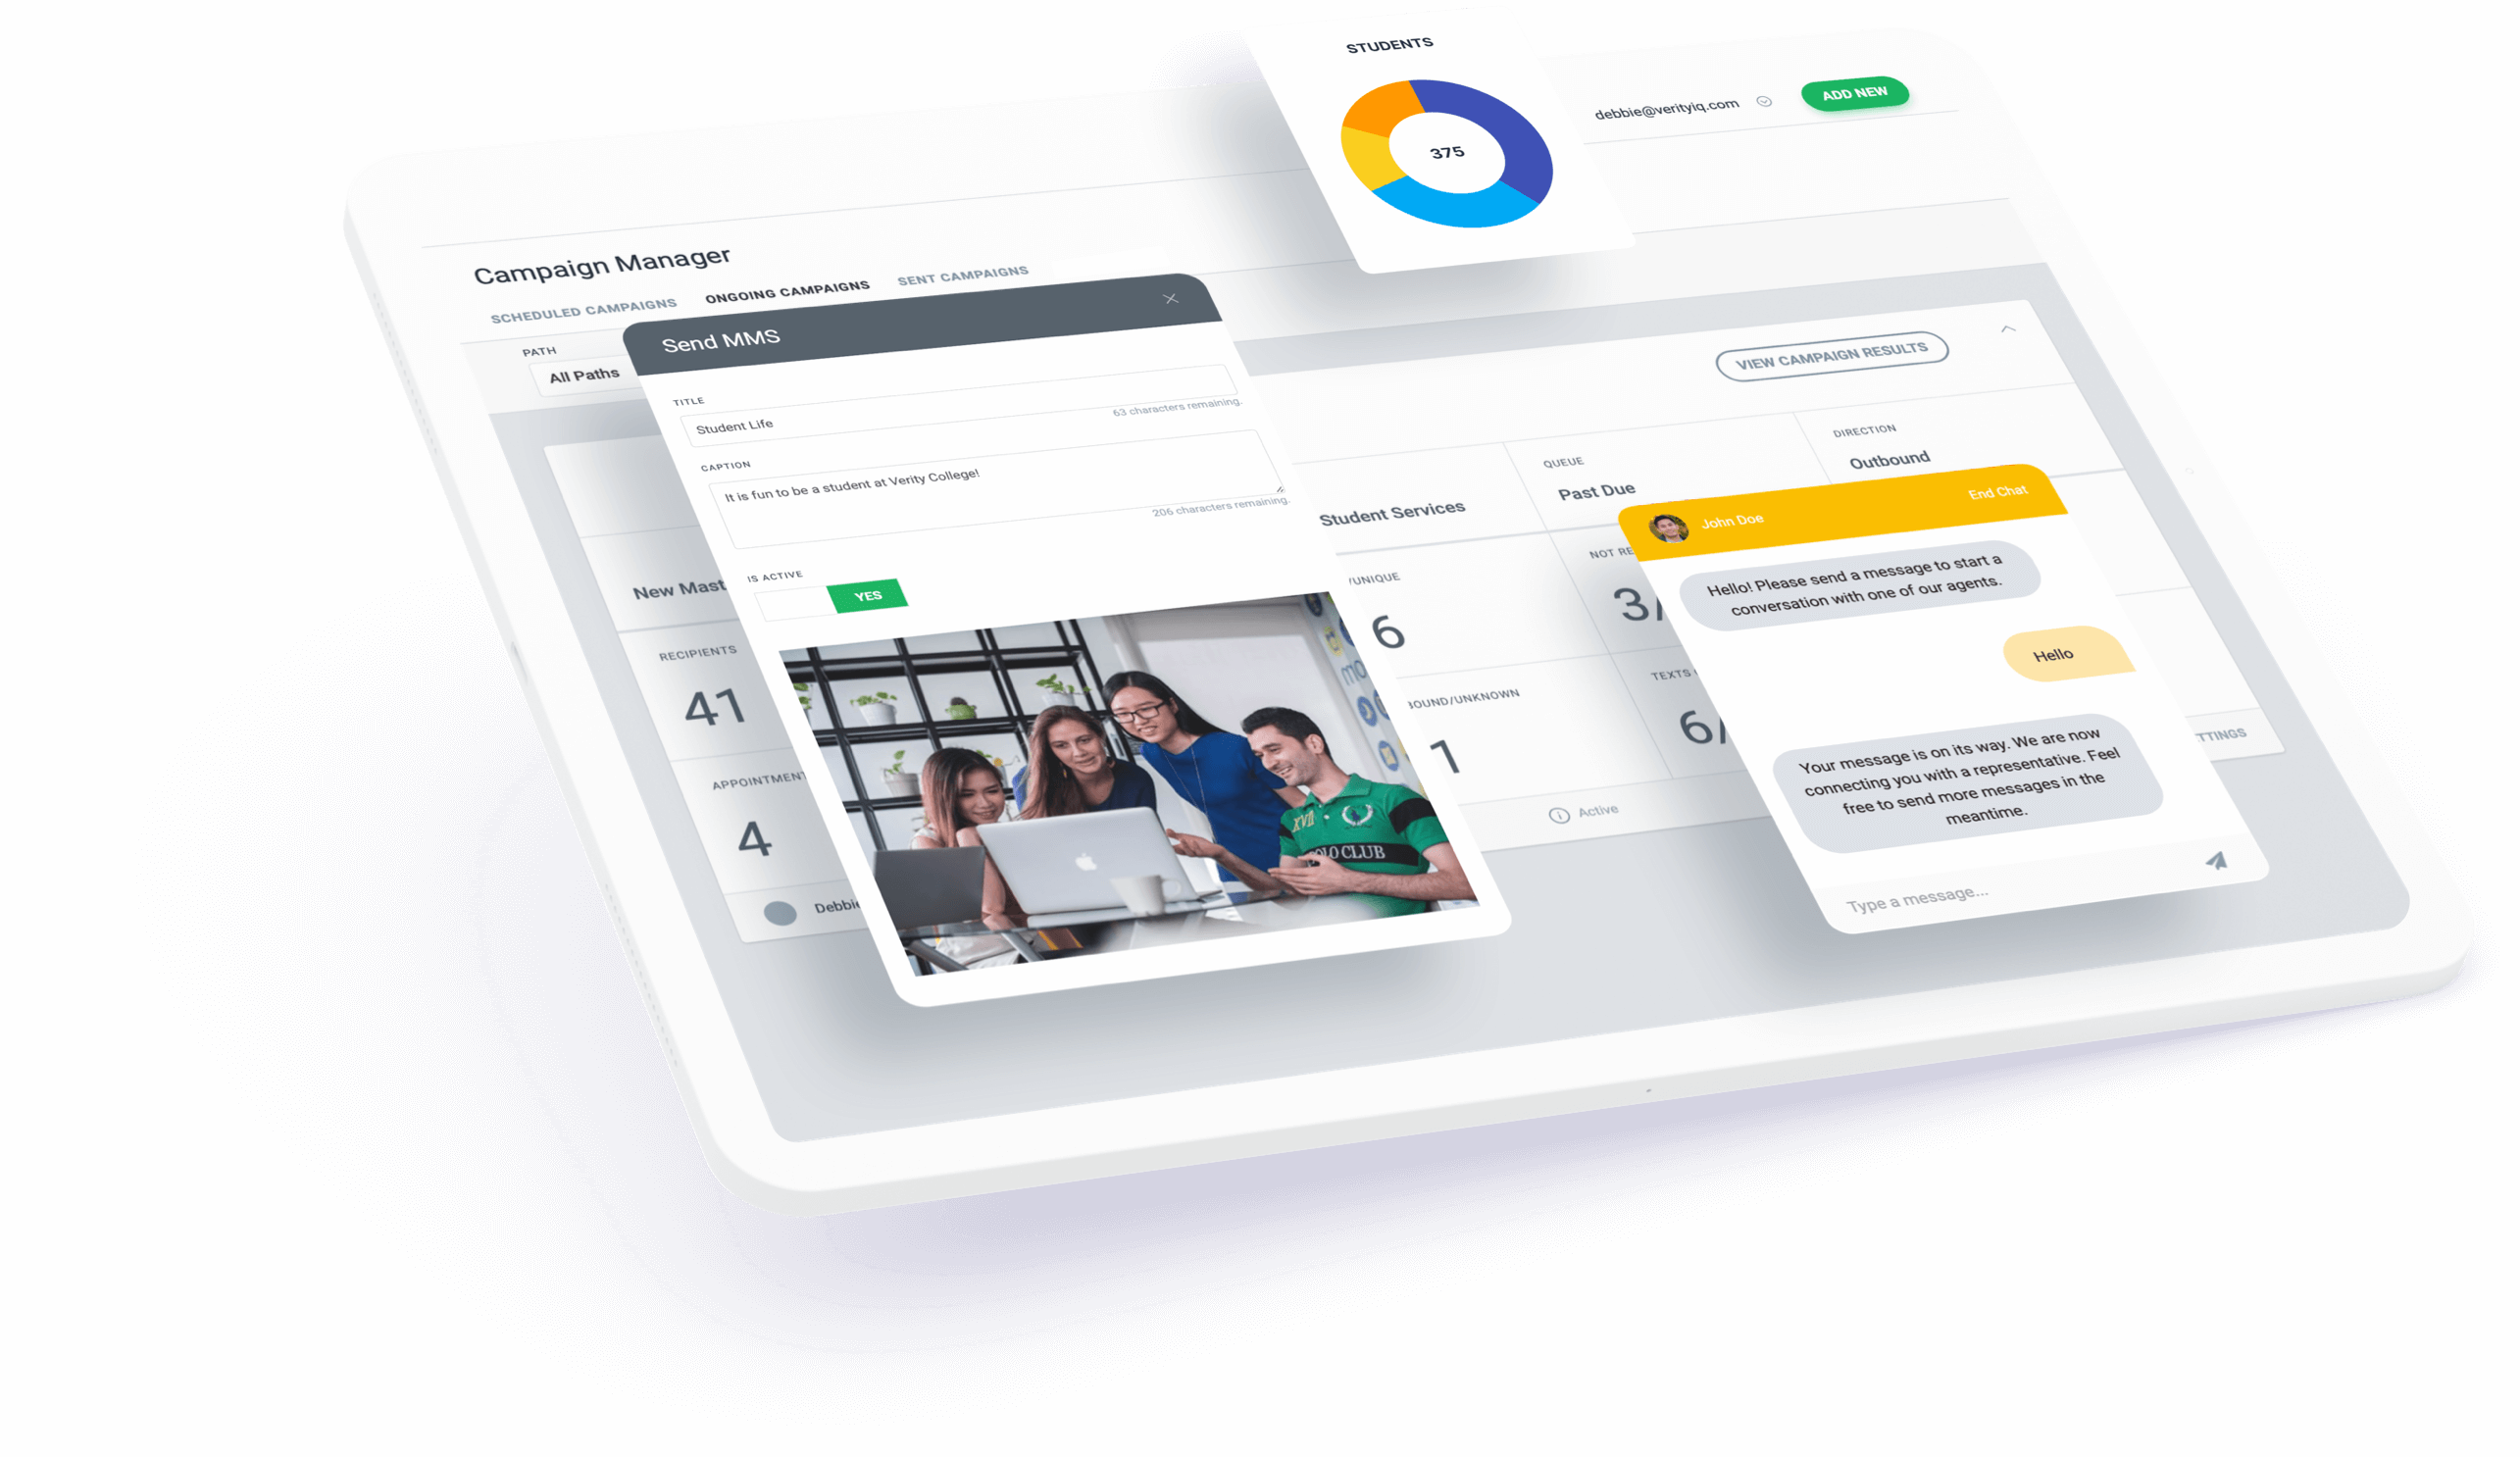 STUDENTS
375
debbie@verityiq.com
ADD NEW
Campaign Manager
SCHEDULED CAMPAIGNS
ONGOING CAMPAIGNS
SENT CAMPAIGNS
PATH
All Paths
VIEW CAMPAIGN RESULTS
Send MMS
TITLE
Student Life
63 characters remaining.
CAPTION
It is fun to be a student at Verity College!
206 characters remaining.
IS ACTIVE
YES
XVII
POLO CLUB
New Mast
RECIPIENTS
41
APPOINTMENT
4
Debbie
Student Services
QUEUE
Past Due
DIRECTION
Outbound
/UNIQUE
6
NOT RE
3/
BOUND/UNKNOWN
1
TEXTS
6/
Active
TTINGS
John Doe
End Chat
Hello! Please send a message to start a
conversation with one of our agents.
Hello
Your message is on its way. We are now
connecting you with a representative. Feel
free to send more messages in the
meantime.
Type a message...